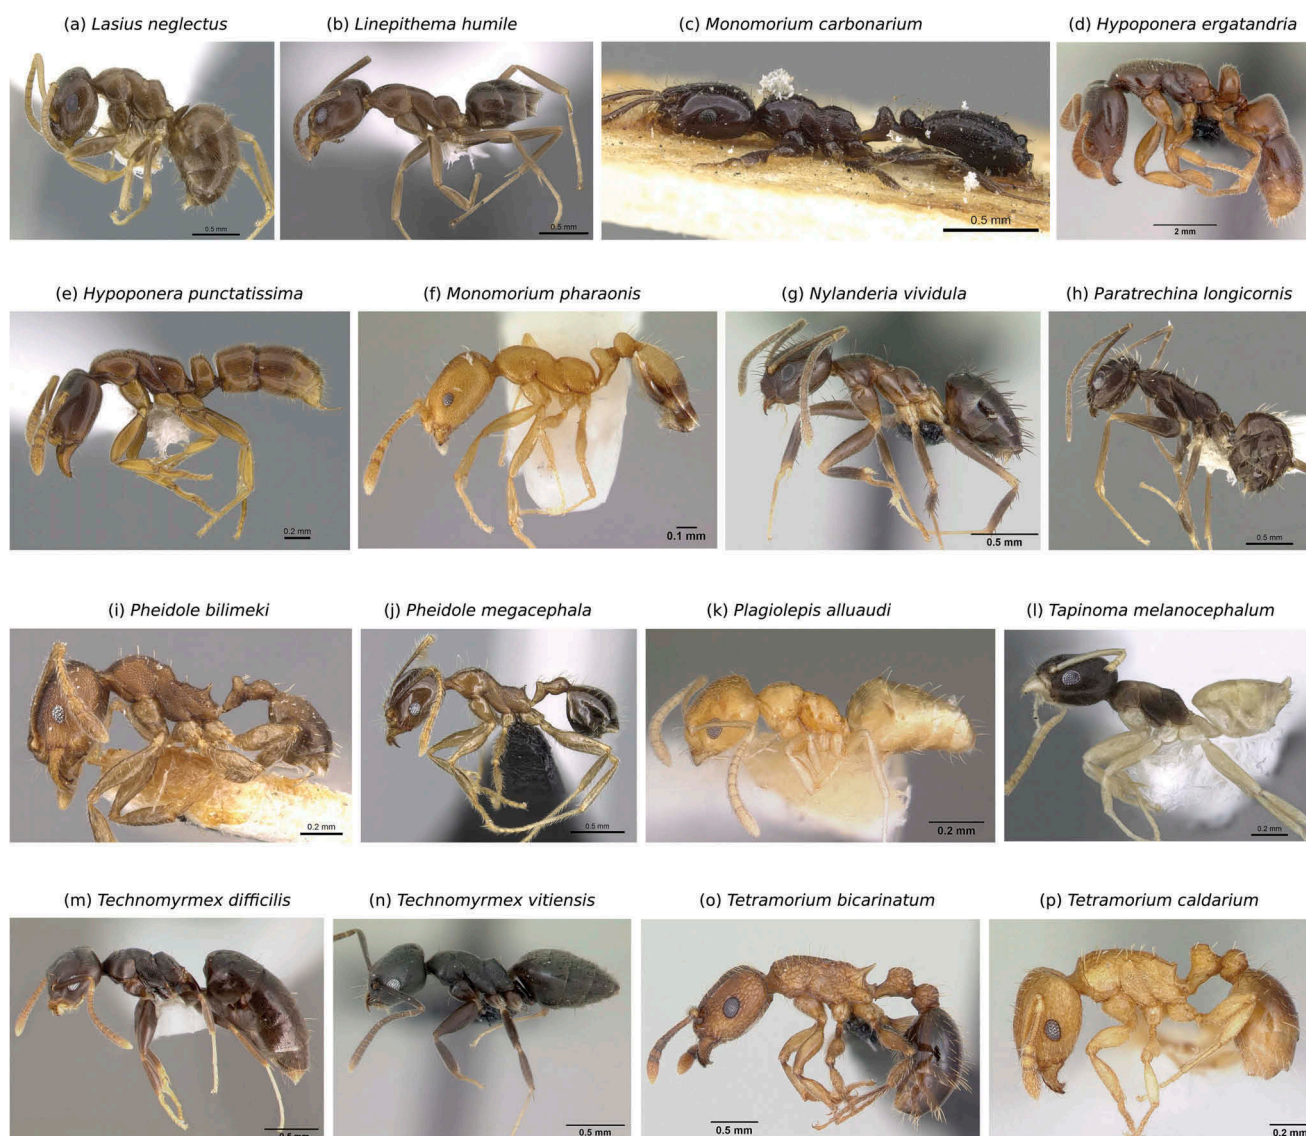 (a) Lasius neglectus (b) Linepithema humile (c) Monomorium carbonarium (d) Hypoponera ergatandria
0.5 mm 0.5 mm 0.5 mm 2 mm
(e) Hypoponera punctatissima (f) Monomorium pharaonis (g) Nylanderia vividula (h) Paratrechina longicornis
0.2 mm 0.1 mm 0.5 mm 0.5 mm
(i) Pheidole bilimeki (j) Pheidole megacephala (k) Plagiolepis alluaudi (l) Tapinoma melanocephalum
0.2 mm 0.5 mm 0.2 mm 0.2 mm
(m) Technomyrmex difficilis (n) Technomyrmex vitiensis (o) Tetramorium bicarinatum (p) Tetramorium caldarium
0.5 mm 0.5 mm 0.5 mm 0.2 mm